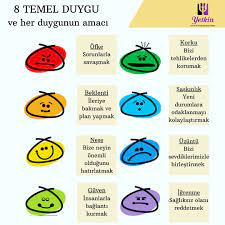 8 TEMEL DUYGU
ve her duygunun amacı
Yetkin
Öfke
Sorunlarla
savaşmak
Korku
Bizi
tehlikelerden
korumak
Beklenti
İleriye
bakmak ve
plan yapmak
Şaşkınlık
Yeni
durumlara
odaklanmayı
kolaylaştırmak
Neşe
Bize neyin
önemli
olduğunu
hatırlatmak
Üzüntü
Bizi
sevdiklerimizle
birleştirmek
Güven
İnsanlarla
bağlantı
kurmak
İğrenme
Sağlıksız olanı
reddetmek